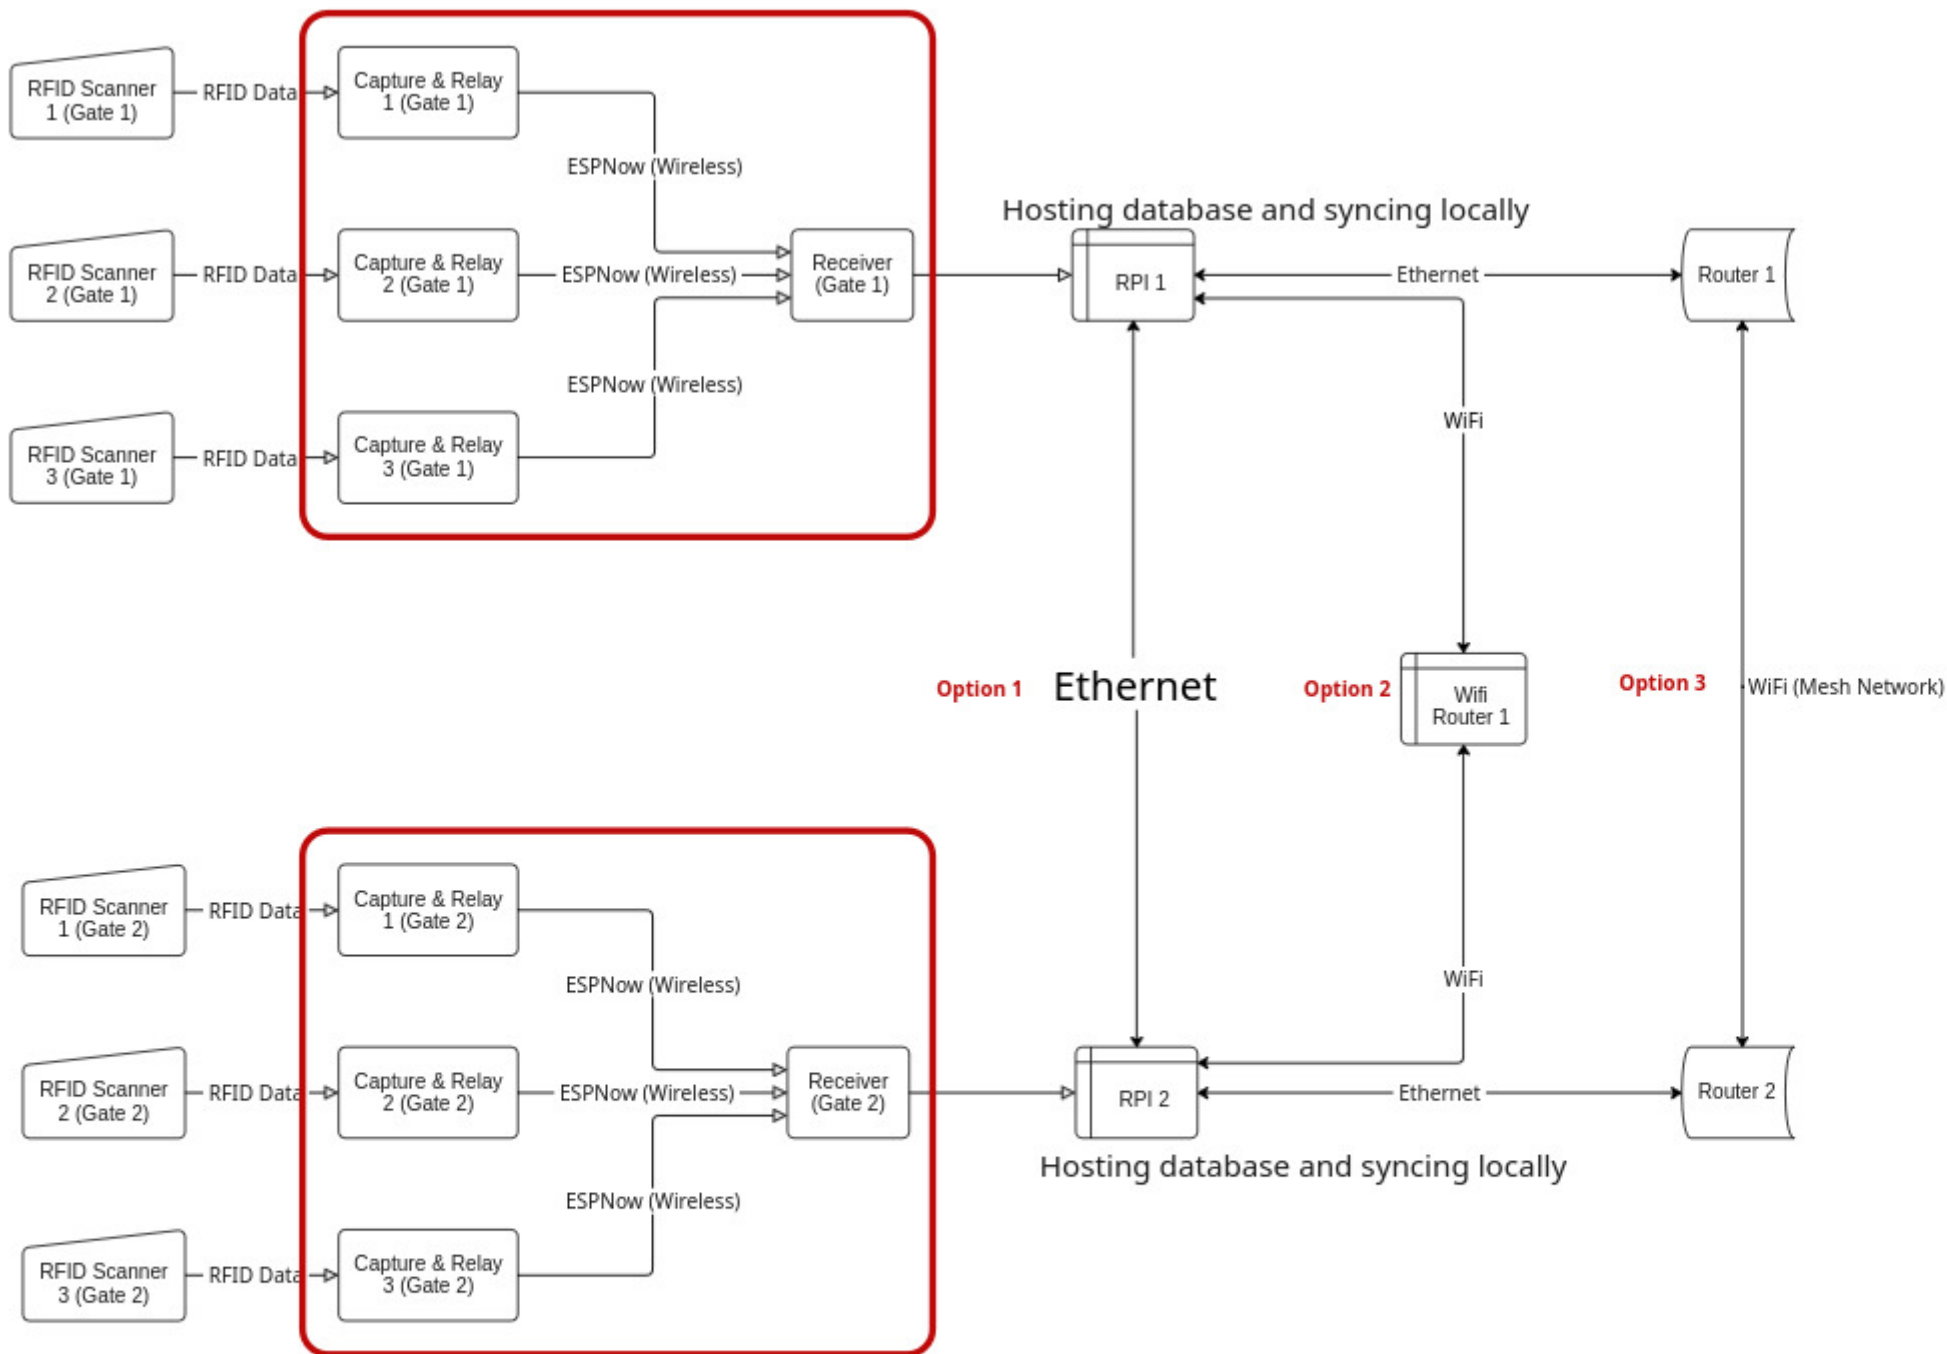 RFID Scanner
1 (Gate 1)
RFID Data
Capture & Relay
1 (Gate 1)
ESPNow (Wireless)
RFID Scanner
2 (Gate 1)
RFID Data
Capture & Relay
2 (Gate 1)
ESPNow (Wireless)
Receiver
(Gate 1)
Hosting database and syncing locally
RPI 1
Ethernet
Router 1
ESPNow (Wireless)
RFID Scanner
3 (Gate 1)
RFID Data
Capture & Relay
3 (Gate 1)
WiFi
Option 1
Ethernet
Option 2
Wifi
Router 1
Option 3
WiFi (Mesh Network)
RFID Scanner
1 (Gate 2)
RFID Data
Capture & Relay
1 (Gate 2)
ESPNow (Wireless)
WiFi
RFID Scanner
2 (Gate 2)
RFID Data
Capture & Relay
2 (Gate 2)
ESPNow (Wireless)
Receiver
(Gate 2)
RPI 2
Ethernet
Router 2
Hosting database and syncing locally
ESPNow (Wireless)
RFID Scanner
3 (Gate 2)
RFID Data
Capture & Relay
3 (Gate 2)